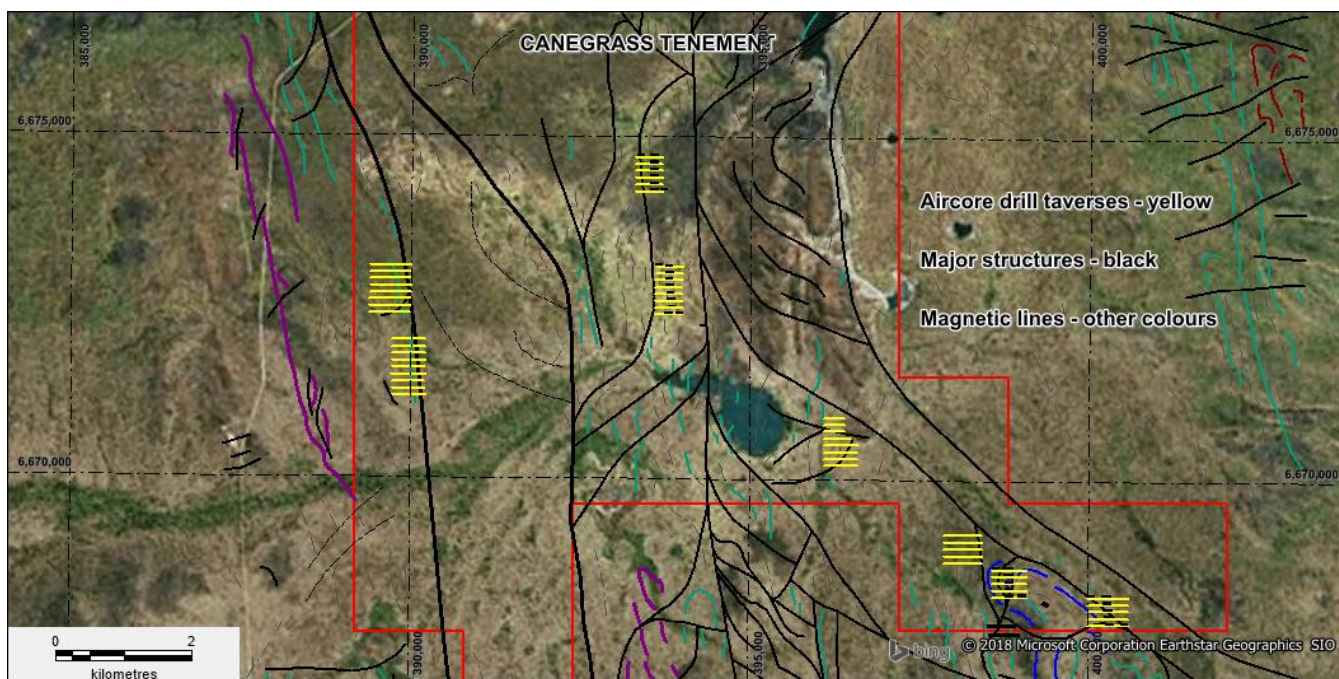 385,000
390,000
CANEGRASS TENEMENT
395,000
400,000
6,675,000
6,675,000
Aircore drill taverses - yellow
Major structures - black
Magnetic lines - other colours
6,670,000
6,670,000
0 2
kilometres
390,000
395,000
400,000
bing
© 2018 Microsoft Corporation Earthstar Geographics SIO